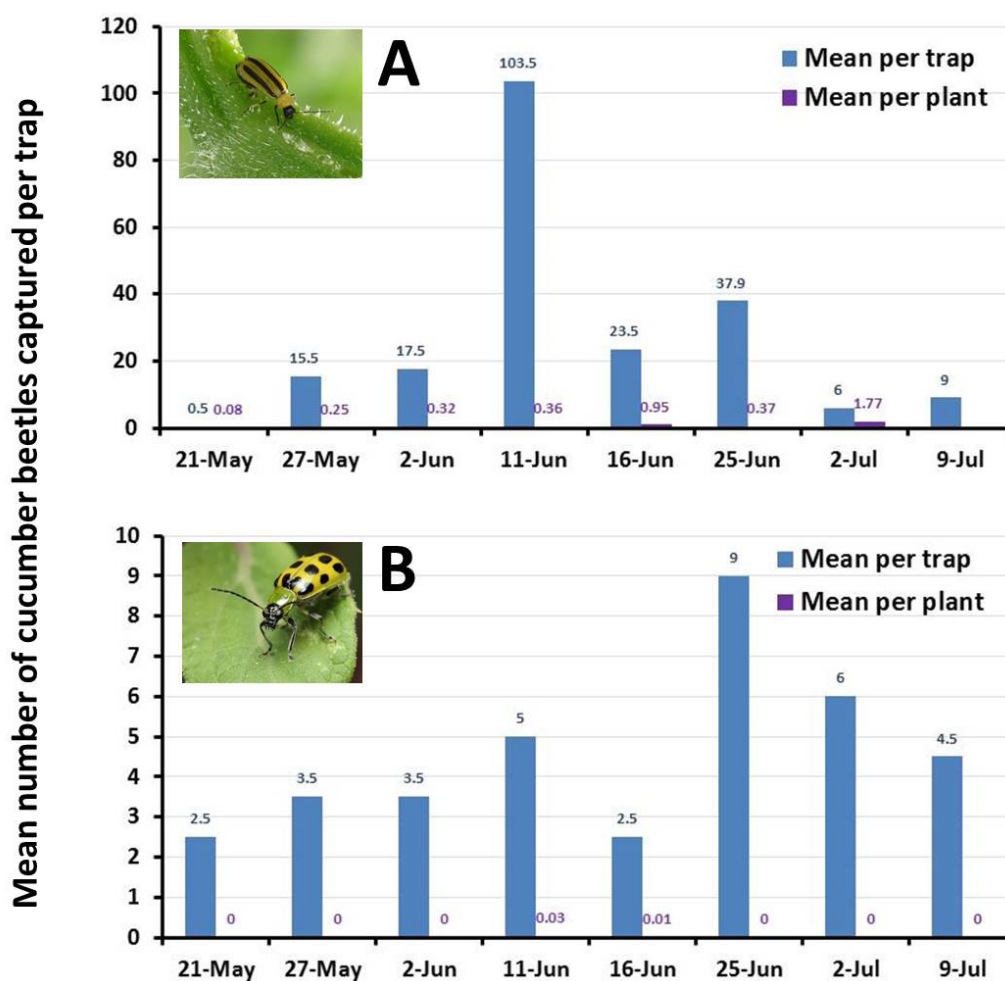 Mean number of cucumber beetles captured per trap
A
Mean per trap
Mean per plant
120
100
80
60
40
20
0
103.5
37.9
23.5
17.5
15.5
9
6
1.77
0.5
0.08
0.25
0.32
0.36
0.95
0.37
21-May
27-May
2-Jun
11-Jun
16-Jun
25-Jun
2-Jul
9-Jul
B
Mean per trap
Mean per plant
10
9
8
7
6
5
4
3
2
1
0
2.5
3.5
3.5
5
2.5
9
6
4.5
0
0
0
0.03
0.01
0
0
0
21-May
27-May
2-Jun
11-Jun
16-Jun
25-Jun
2-Jul
9-Jul